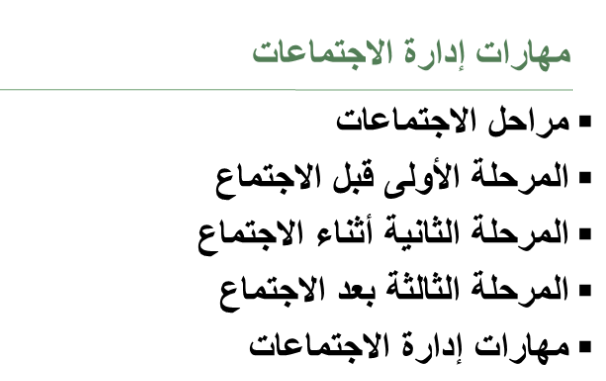 مهارات إدارة الاجتماعات
▪ مراحل الاجتماعات
▪ المرحلة الأولى قبل الاجتماع
▪ المرحلة الثانية أثناء الاجتماع
▪ المرحلة الثالثة بعد الاجتماع
▪ مهارات إدارة الاجتماعات